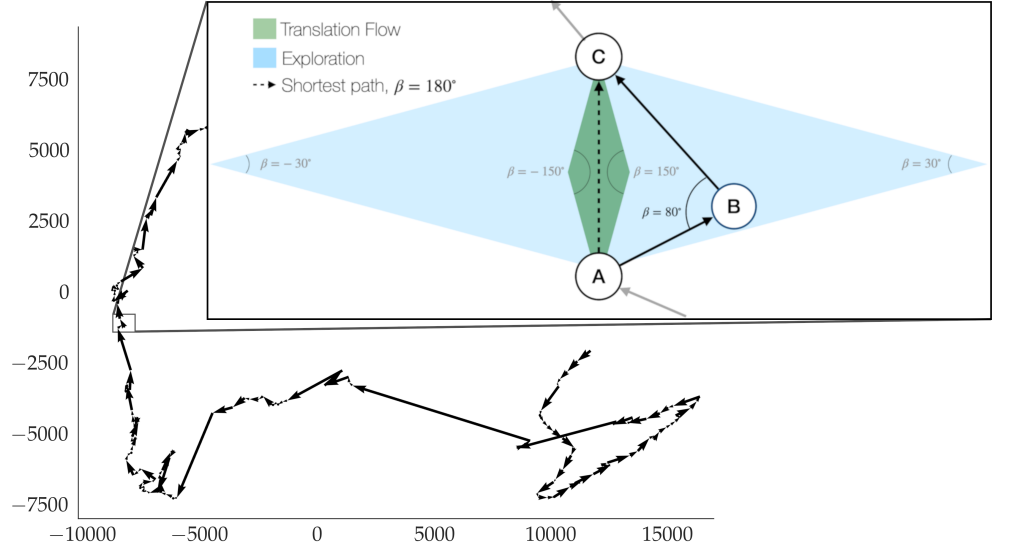 Translation Flow
Exploration
Shortest path, β = 180°
C
β = − 30°
β = − 150°
β = 150°
β = 30°
β = 80°
B
A
7500
5000
2500
0
−2500
−5000
−7500
−10000
−5000
0
5000
10000
15000